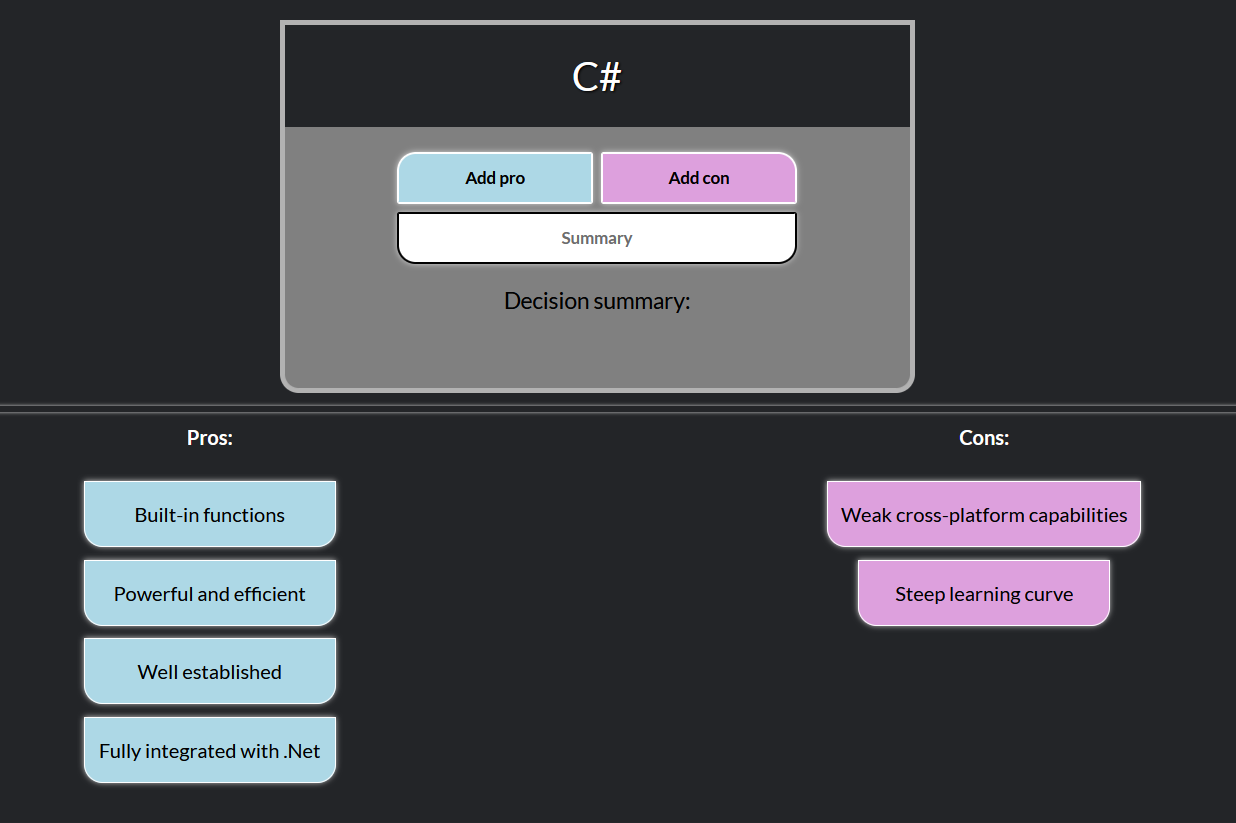 C#
Add pro
Add con
Summary
Decision summary:
Pros:
Built-in functions
Powerful and efficient
Well established
Fully integrated with .Net
Cons:
Weak cross-platform capabilities
Steep learning curve